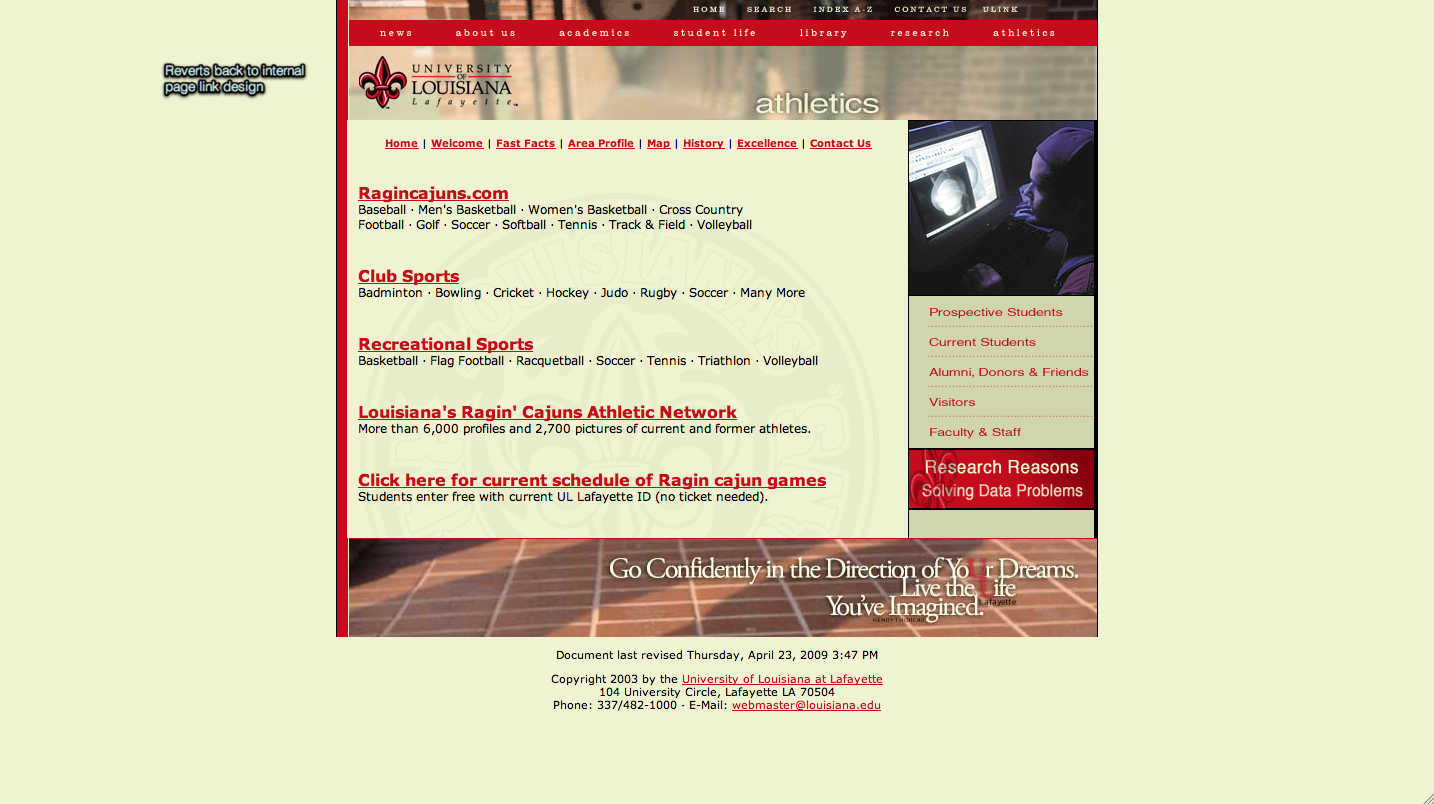 HOME SEARCH INDEX A-Z CONTACT US ULINK
news about us academics student life library research athletics
Reverts back to internal
page link design
UNIVERSITY
OF
LOUISIANA
Lafayette™
athletics
Home | Welcome | Fast Facts | Area Profile | Map | History | Excellence | Contact Us
Ragincajuns.com
Baseball · Men's Basketball · Women's Basketball · Cross Country
Football · Golf · Soccer · Softball · Tennis · Track & Field · Volleyball
Club Sports
Badminton · Bowling · Cricket · Hockey · Judo · Rugby · Soccer · Many More
Recreational Sports
Basketball · Flag Football · Racquetball · Soccer · Tennis · Triathlon · Volleyball
Louisiana's Ragin' Cajuns Athletic Network
More than 6,000 profiles and 2,700 pictures of current and former athletes.
Click here for current schedule of Ragin cajun games
Students enter free with current UL Lafayette ID (no ticket needed).
Prospective Students
Current Students
Alumni, Donors & Friends
Visitors
Faculty & Staff
Research Reasons
Solving Data Problems
Go Confidently in the Direction of YoUr Dreams.
Live the Life
You've Imagined.
Lafayette
HENRY THOREAU
Document last revised Thursday, April 23, 2009 3:47 PM
Copyright 2003 by the University of Louisiana at Lafayette
104 University Circle, Lafayette LA 70504
Phone: 337/482-1000 · E-Mail: webmaster@louisiana.edu